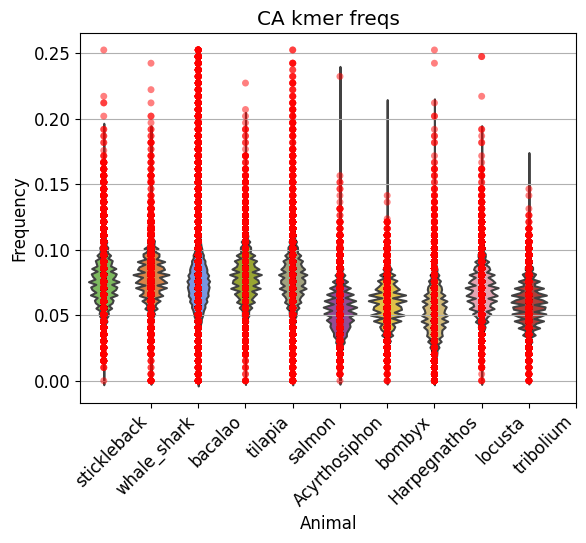 CA kmer freqs
Frequency
0.25
0.20
0.15
0.10
0.05
0.00
stickleback
whale_shark
bacalao
tilapia
salmon
Acyrthosiphon
bombyx
Harpegnathos
locusta
tribolium
Animal